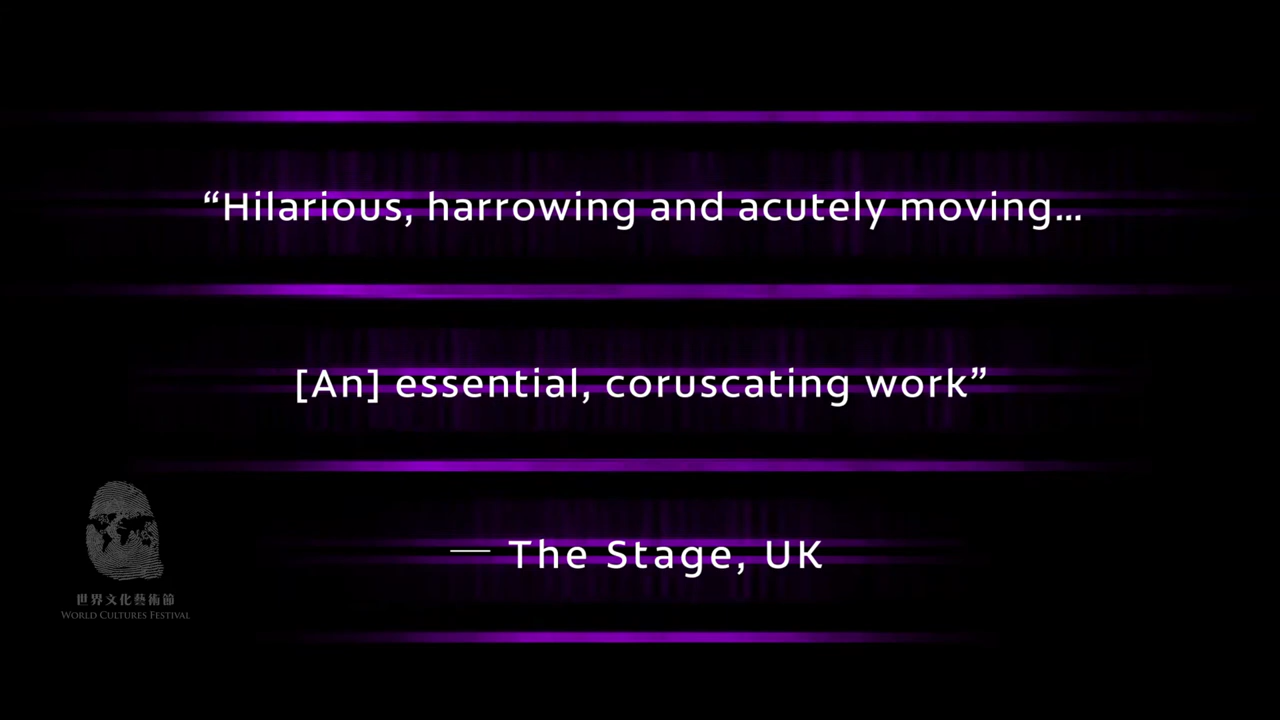 “Hilarious, harrowing and acutely moving...
[An] essential, coruscating work”
— The Stage, UK
世界文化藝術節
WORLD CULTURES FESTIVAL